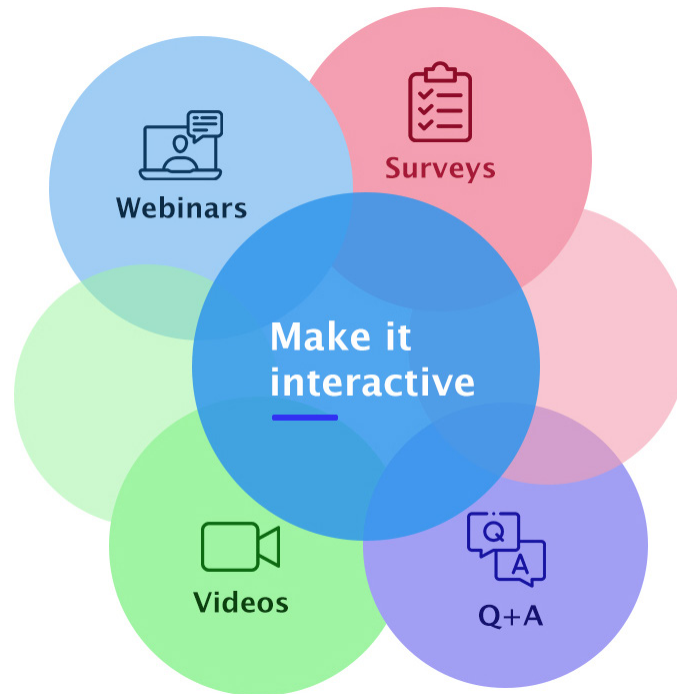 Webinars
Surveys
Make it
interactive
Videos
Q
A
Q+A